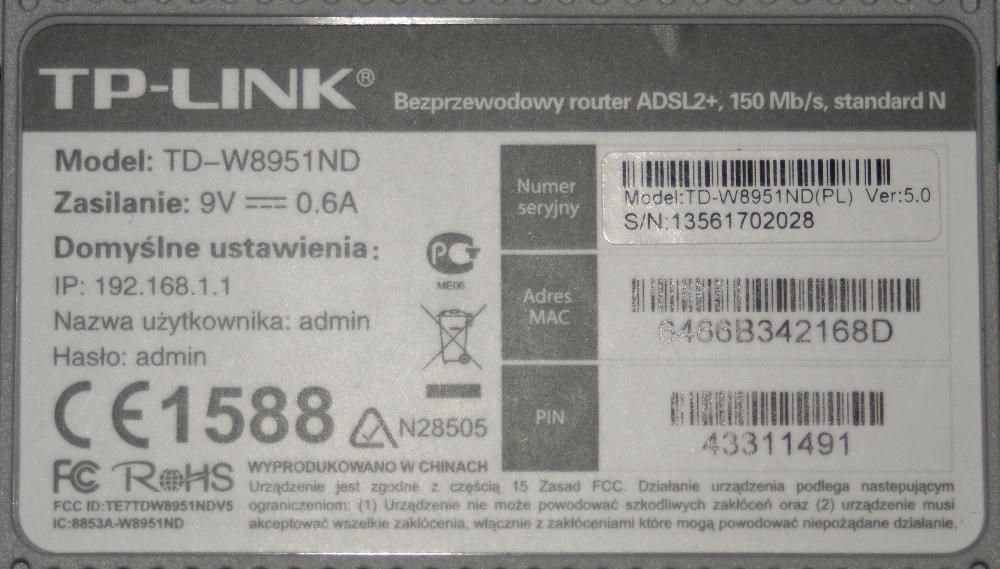 TP-LINK®
Bezprzewodowy router ADSL2+, 150 Mb/s, standard N
Model: TD-W8951ND
Zasilanie: 9V 0.6A
Domyślne ustawienia:
IP: 192.168.1.1
Nazwa użytkownika: admin
Hasło: admin
PCT
ME06
CE1588
N28505
FC RoHS
FCC ID:TE7TDW8951NDV5
IC:8853A-W8951ND
Numer
seryjny
Model:TD-W8951ND(PL) Ver:5.0
S/N:13561702028
Adres
MAC
6466B342168D
PIN
43311491
WYPRODUKOWANO W CHINACH
Urządzenie jest zgodne z częścią 15 Zasad FCC. Działanie urządzenia podlega następującym
ograniczeniom: (1) Urządzenie nie może powodować szkodliwych zakłóceń oraz (2) urządzenie musi
akceptować wszelkie zakłócenia, włącznie z zakłóceniami które mogą powodować niepożądane działanie.